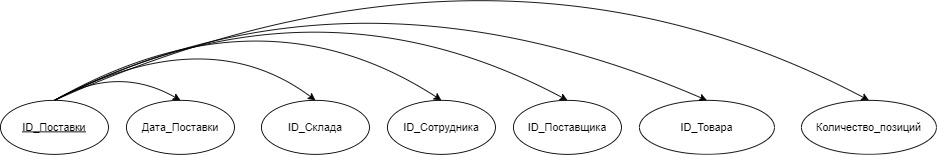 ID_Поставки
Дата_Поставки
ID_Склада
ID_Сотрудника
ID_Поставщика
ID_Товара
Количество_позиций